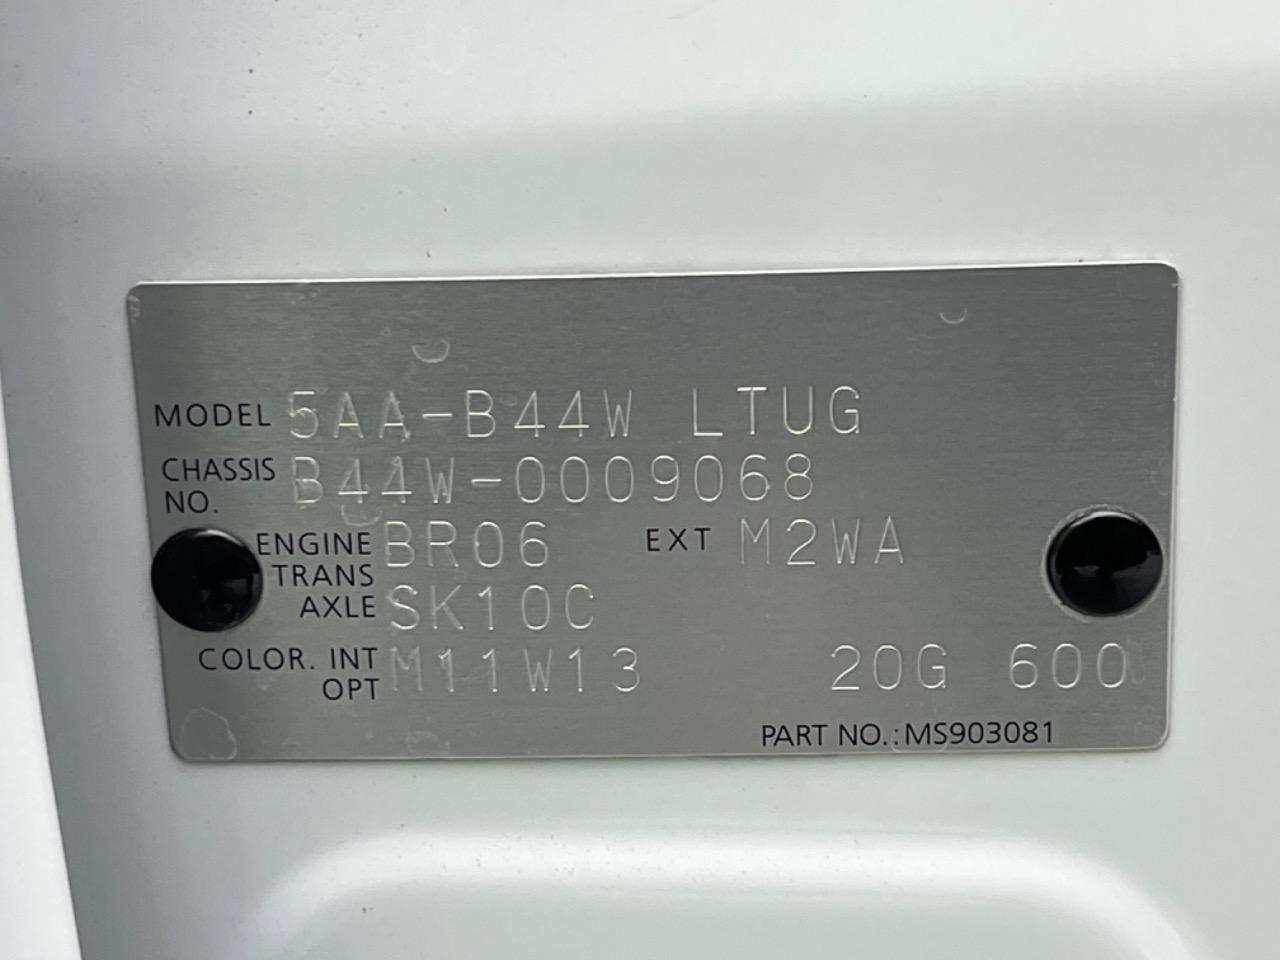 MODEL 5AA-B44W LTUG
CHASSIS NO. B44W-0009068
ENGINE BR06 EXT M2WA
TRANS AXLE SK10C
COLOR. INT OPT M11W13 20G 600
PART NO.:MS903081